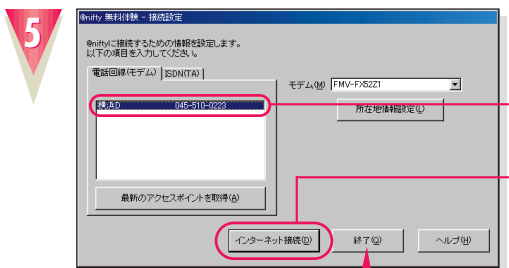 5
@nifty 無料体験 - 接続設定
@niftyに接続するための情報を設定します。
以下の項目を入力してください。
電話回線(モデム) ISDN(TA)
モデム(M) FMV-FX52Z1
横浜D 045-510-0223
所在地情報設定(L)
最新のアクセスポイントを取得(A)
インターネット接続(D) 終了(Q) ヘルプ(H)